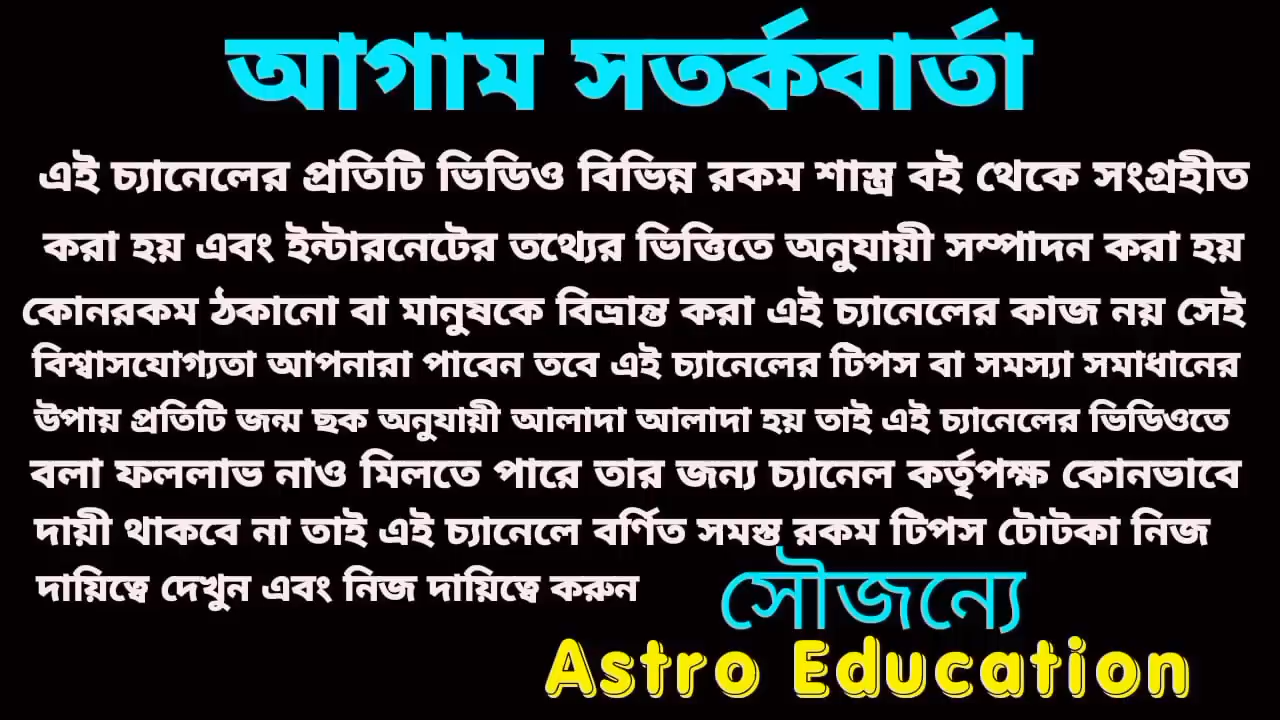 আগাম সতর্কবার্তা
এই চ্যানেলের প্রতিটি ভিডিও বিভিন্ন রকম শাস্ত্র বই থেকে সংগ্রহীত
করা হয় এবং ইন্টারনেটের তথ্যের ভিত্তিতে অনুযায়ী সম্পাদন করা হয়
কোনরকম ঠকানো বা মানুষকে বিভ্রান্ত করা এই চ্যানেলের কাজ নয় সেই
বিশ্বাসযোগ্যতা আপনারা পাবেন তবে এই চ্যানেলের টিপস বা সমস্যা সমাধানের
উপায় প্রতিটি জন্ম ছক অনুযায়ী আলাদা আলাদা হয় তাই এই চ্যানেলের ভিডিওতে
বলা ফললাভ নাও মিলতে পারে তার জন্য চ্যানেল কর্তৃপক্ষ কোনভাবে
দায়ী থাকবে না তাই এই চ্যানেলে বর্ণিত সমস্ত রকম টিপস টোটকা নিজ
দায়িত্বে দেখুন এবং নিজ দায়িত্বে করুন
সৌজন্যে
Astro Education